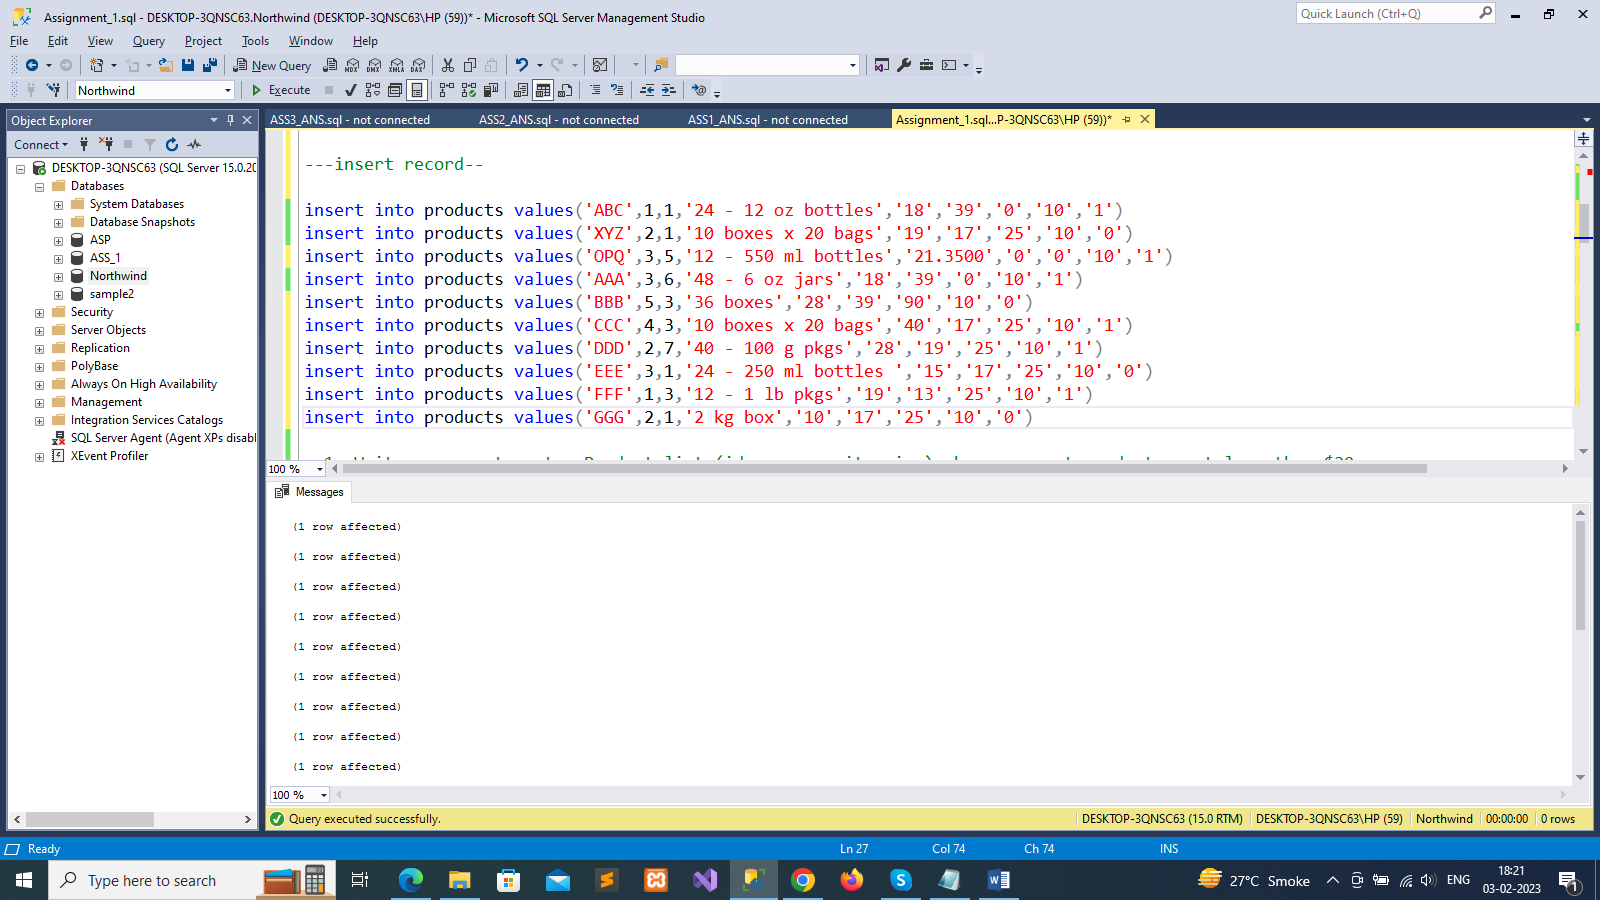 Assignment_1.sql - DESKTOP-3QNSC63.Northwind (DESKTOP-3QNSC63\HP (59))* - Microsoft SQL Server Management Studio
Quick Launch (Ctrl+Q)
File Edit View Query Project Tools Window Help
New Query
MDX DMX XMLA DAX
Northwind
Execute
Object Explorer
ASS3_ANS.sql - not connected
ASS2_ANS.sql - not connected
ASS1_ANS.sql - not connected
Assignment_1.sql...P-3QNSC63\HP (59))*
Connect
DESKTOP-3QNSC63 (SQL Server 15.0.20
Databases
System Databases
Database Snapshots
ASP
ASS_1
Northwind
sample2
Security
Server Objects
Replication
PolyBase
Always On High Availability
Management
Integration Services Catalogs
SQL Server Agent (Agent XPs disabl
XEvent Profiler
---insert record--
insert into products values('ABC',1,1,'24 - 12 oz bottles','18','39','0','10','1')
insert into products values('XYZ',2,1,'10 boxes x 20 bags','19','17','25','10','0')
insert into products values('OPQ',3,5,'12 - 550 ml bottles','21.3500','0','0','10','1')
insert into products values('AAA',3,6,'48 - 6 oz jars','18','39','0','10','1')
insert into products values('BBB',5,3,'36 boxes','28','39','90','10','0')
insert into products values('CCC',4,3,'10 boxes x 20 bags','40','17','25','10','1')
insert into products values('DDD',2,7,'40 - 100 g pkgs','28','19','25','10','1')
insert into products values('EEE',3,1,'24 - 250 ml bottles ','15','17','25','10','0')
insert into products values('FFF',1,3,'12 - 1 lb pkgs','19','13','25','10','1')
insert into products values('GGG',2,1,'2 kg box','10','17','25','10','0')
100 %
Messages
(1 row affected)
(1 row affected)
(1 row affected)
(1 row affected)
(1 row affected)
(1 row affected)
(1 row affected)
(1 row affected)
(1 row affected)
100 %
Query executed successfully.
DESKTOP-3QNSC63 (15.0 RTM) DESKTOP-3QNSC63\HP (59) Northwind 00:00:00 0 rows
Ready
Ln 27 Col 74 Ch 74 INS
Type here to search
27°C Smoke
ENG
18:21
03-02-2023
1